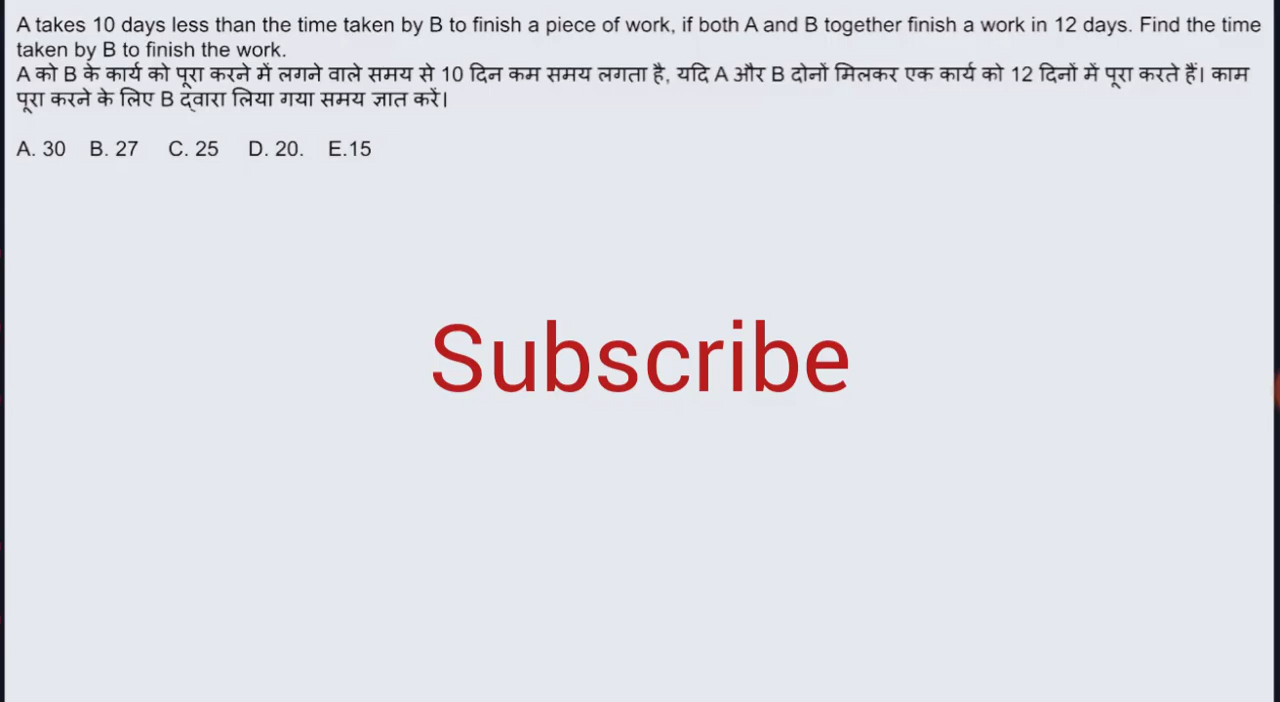 A takes 10 days less than the time taken by B to finish a piece of work, if both A and B together finish a work in 12 days. Find the time
taken by B to finish the work.
A को B के कार्य को पूरा करने में लगने वाले समय से 10 दिन कम समय लगता है, यदि A और B दोनों मिलकर एक कार्य को 12 दिनों में पूरा करते हैं। काम
पूरा करने के लिए B द्वारा लिया गया समय ज्ञात करें।
A. 30 B. 27 C. 25 D. 20. E.15
Subscribe